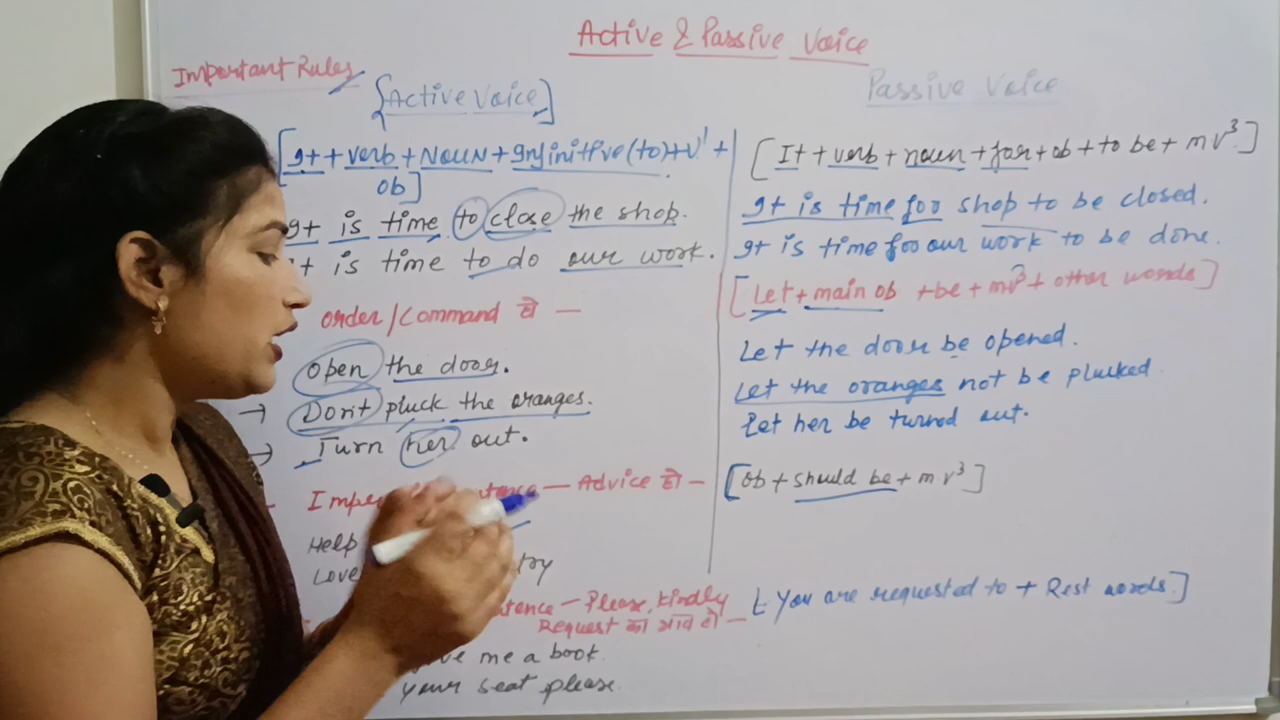 Active & Passive Voice
Important Rules
{Active Voice]
Passive Voice
[It + verb + Noun + Infinitive (to) + V¹ +
ob]
[It + verb + noun + for + ob + to be + m v³]
It is time to close the shop.
It is time for shop to be closed.
It is time to do our work.
It is time for our work to be done.
order/Command हो —
[Let + main ob + be + mv³ + other words]
open the door.
Let the door be opened.
→ Don't pluck the oranges.
Let the oranges not be plucked.
→ Turn her out.
Let her be turned out.
— Advice हो —
[ob + should be + m v³]
Help
Love
— Please, Kindly
Request का भाव हो —
[You are requested to + Rest words]
me a book.
your seat please.